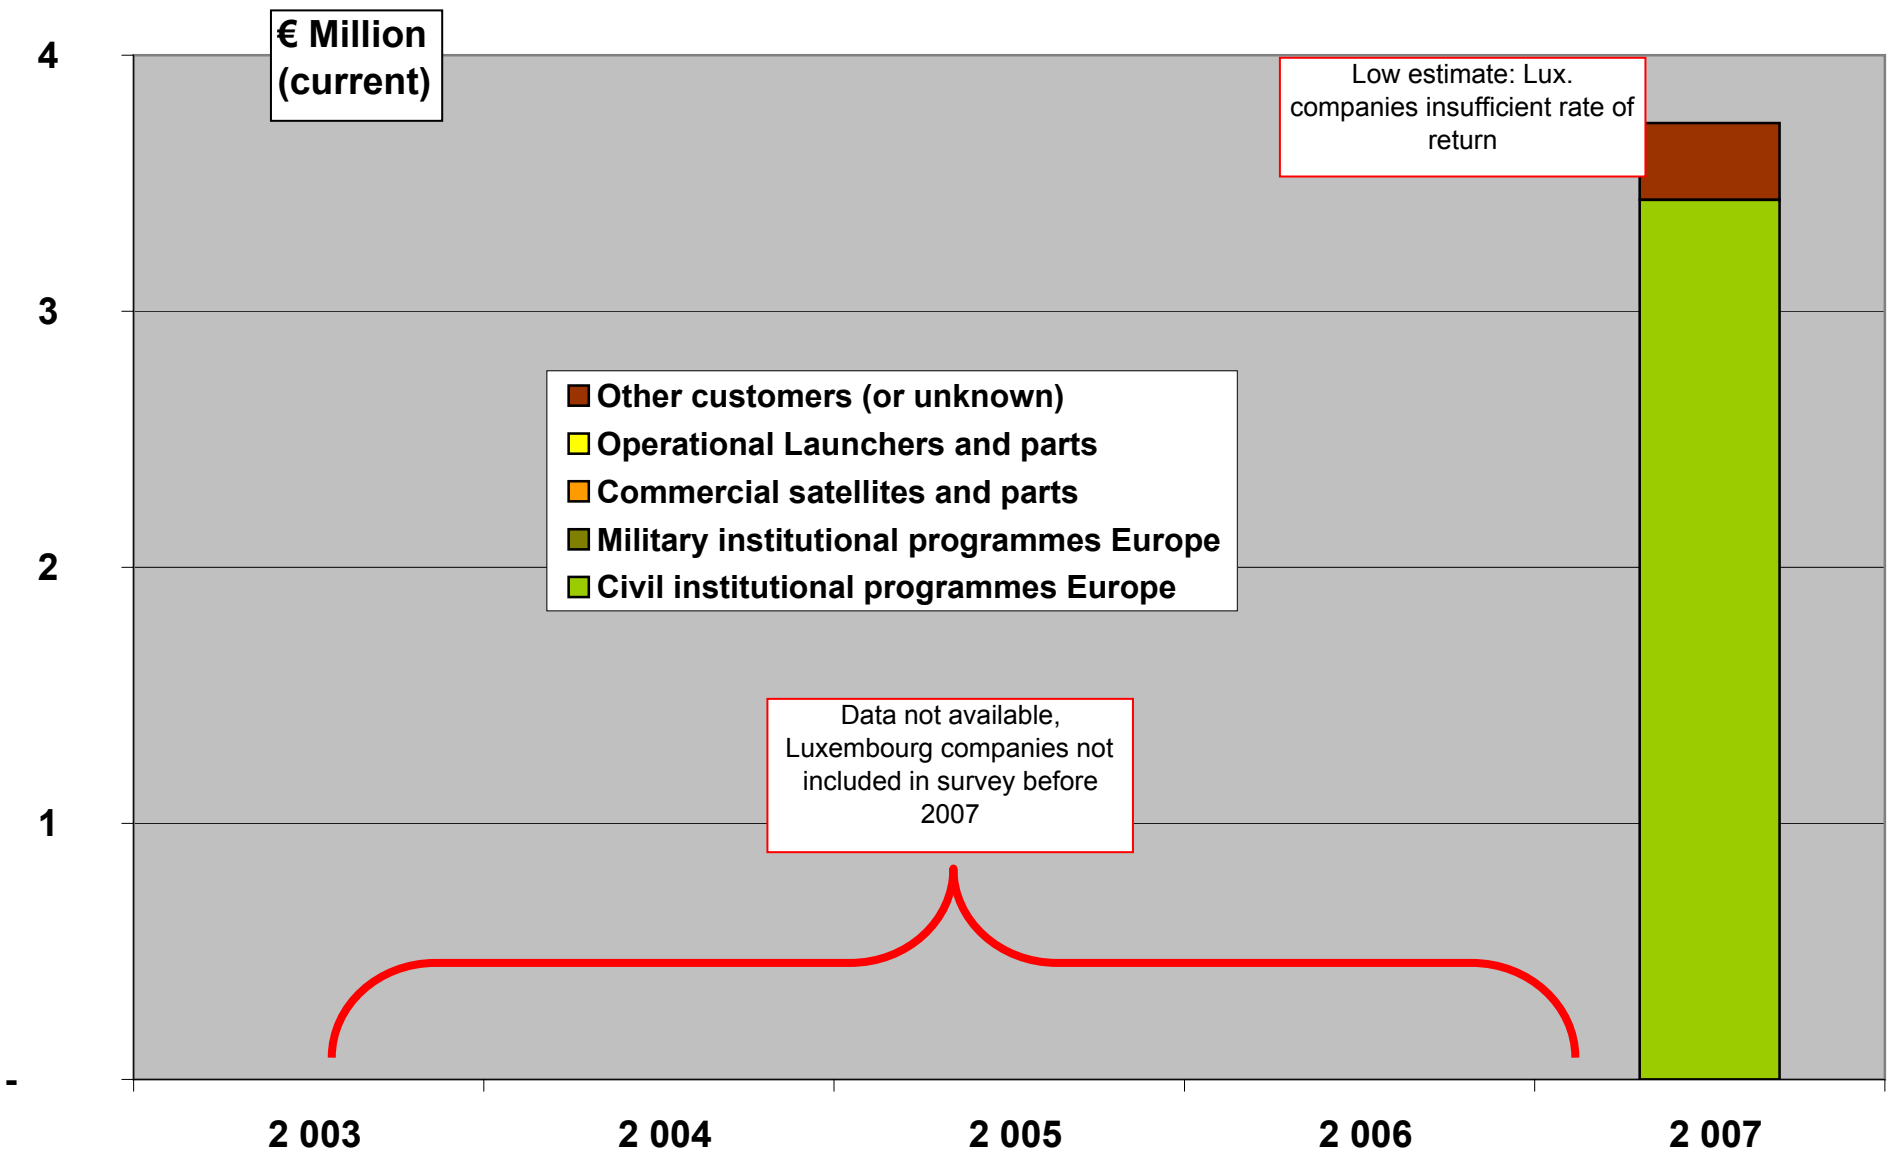 € Million
(current)
4
3
2
1
-
Low estimate: Lux.
companies insufficient rate of
return
Other customers (or unknown)
Operational Launchers and parts
Commercial satellites and parts
Military institutional programmes Europe
Civil institutional programmes Europe
Data not available,
Luxembourg companies not
included in survey before
2007
2 003
2 004
2 005
2 006
2 007